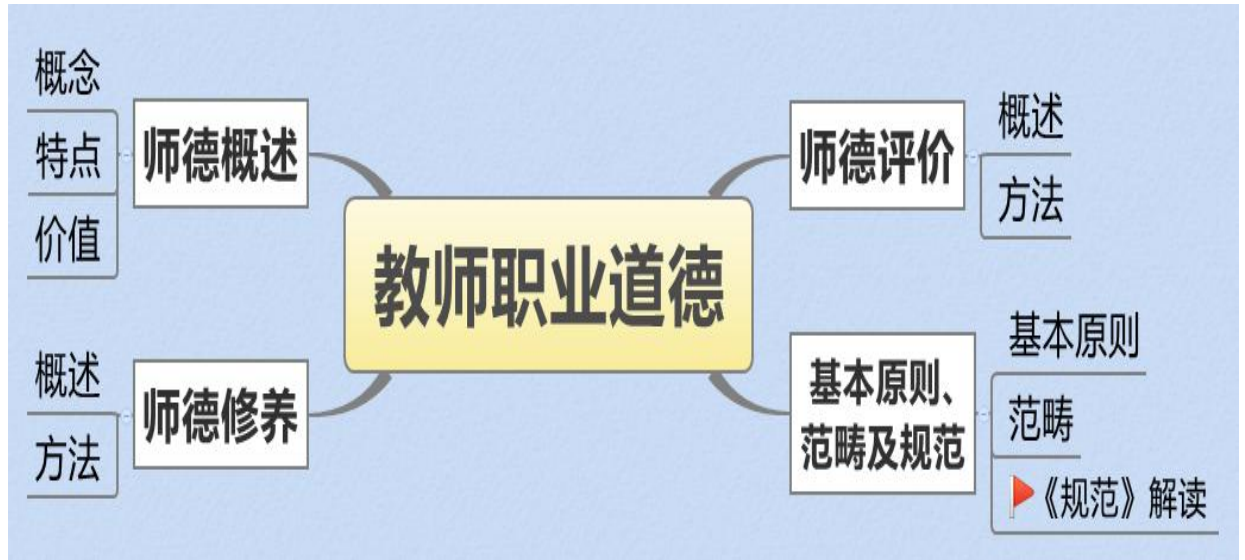 教师职业道德
师德概述
概念
特点
价值
师德修养
概述
方法
师德评价
概述
方法
基本原则、
范畴及规范
基本原则
范畴
《规范》解读